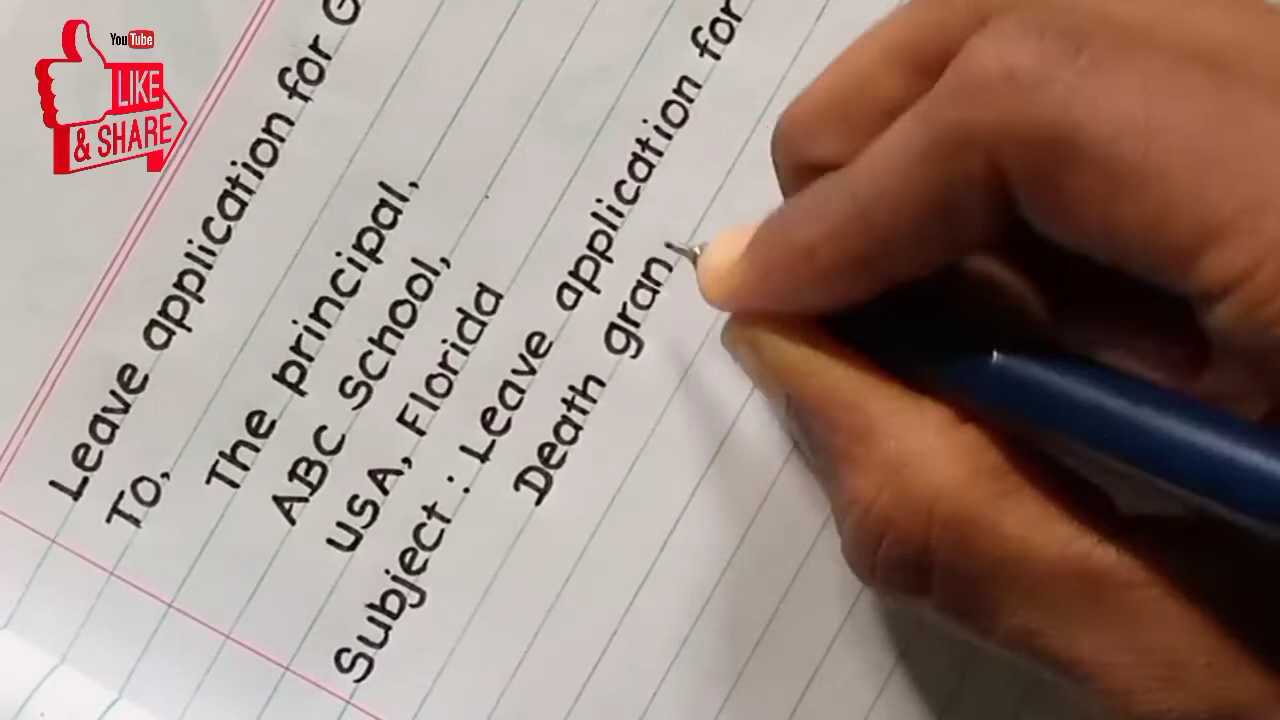 YouTube
LIKE
& SHARE
Leave application for G
To,
The principal,
ABC School,
USA, Florida
Subject : Leave application for
Death gran